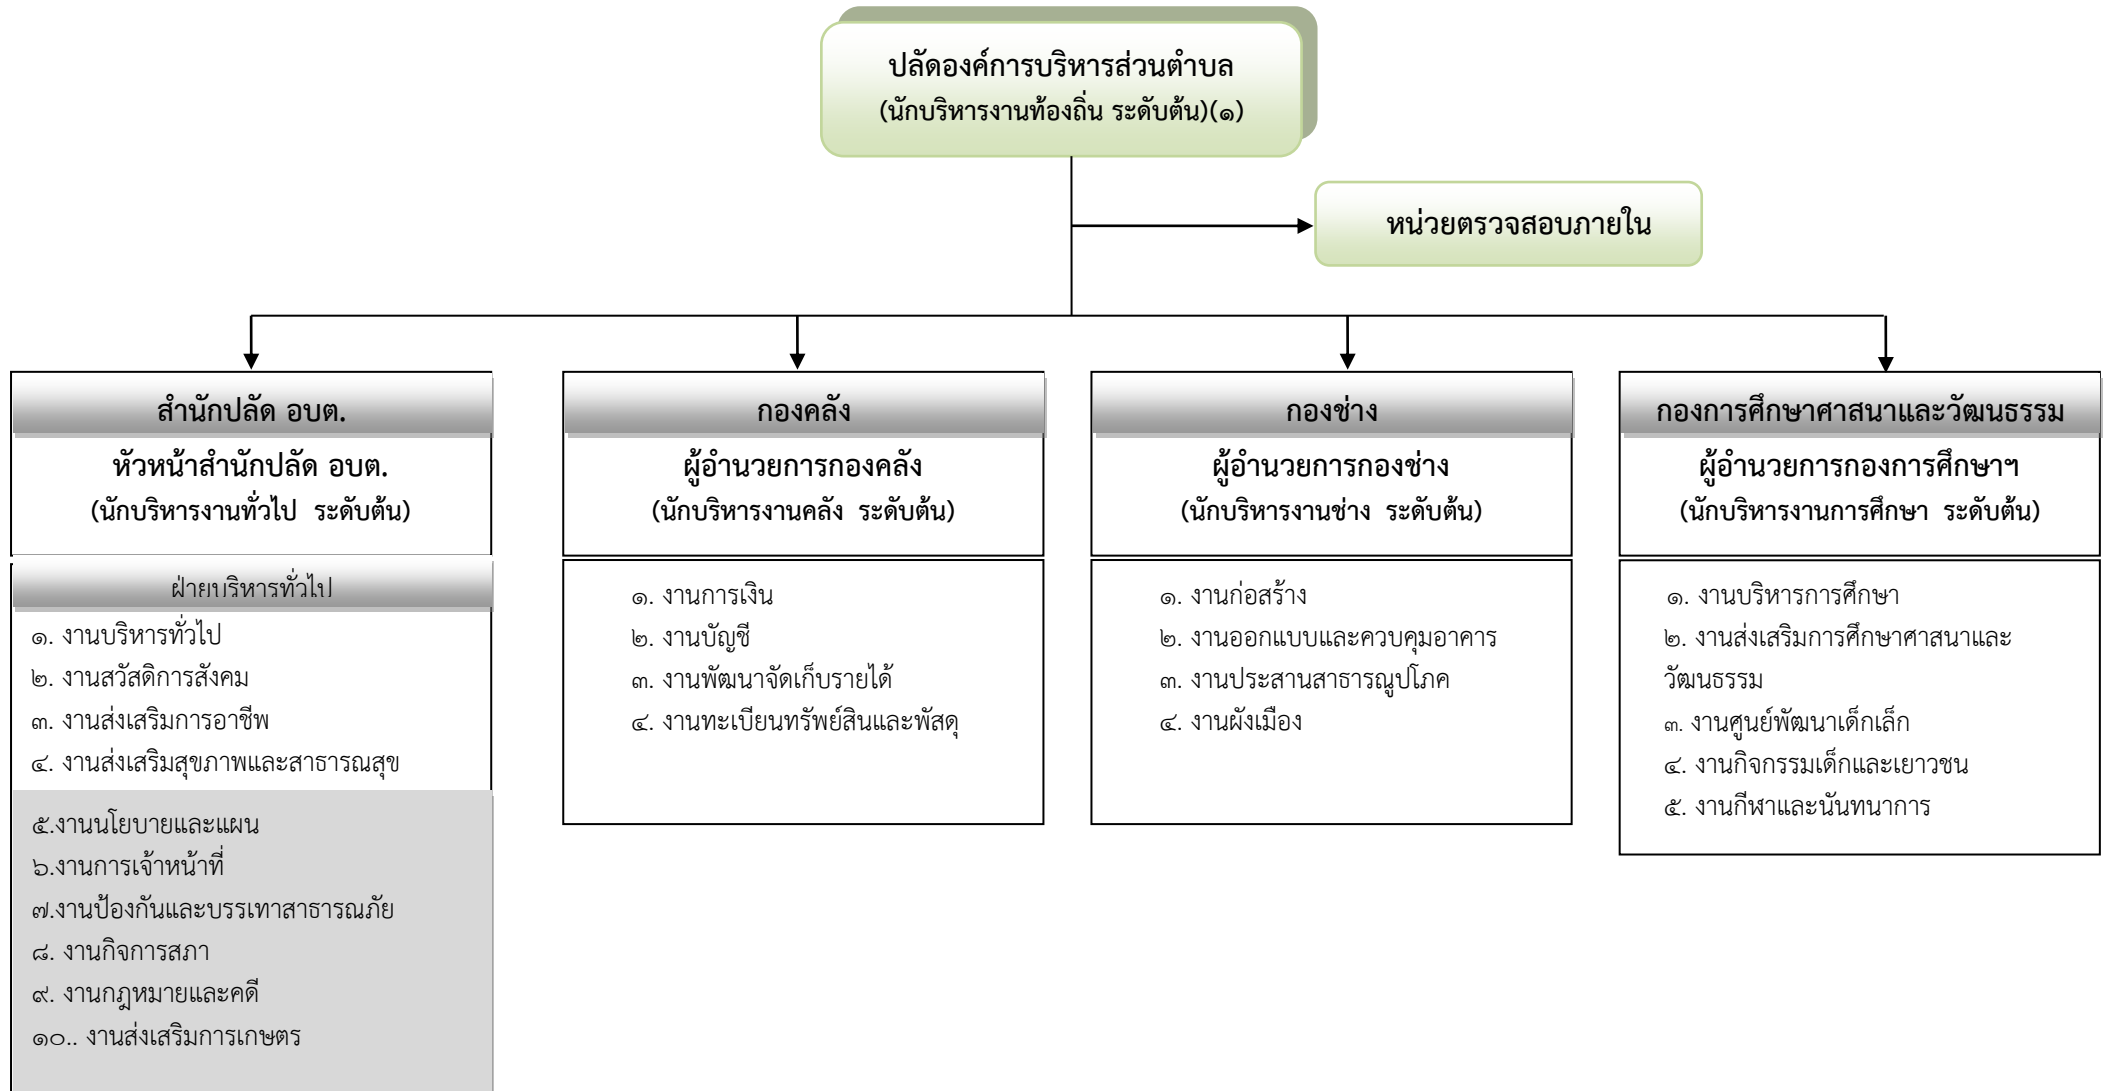 ปลัดองค์การบริหารส่วนตำบล
(นักบริหารงานท้องถิ่น ระดับต้น)(๑)
หน่วยตรวจสอบภายใน
สำนักปลัด อบต.
หัวหน้าสำนักปลัด อบต.
(นักบริหารงานทั่วไป ระดับต้น)
ฝ่ายบริหารทั่วไป
๑. งานบริหารทั่วไป
๒. งานสวัสดิการสังคม
๓. งานส่งเสริมการอาชีพ
๔. งานส่งเสริมสุขภาพและสาธารณสุข
๕.งานนโยบายและแผน
๖.งานการเจ้าหน้าที่
๗.งานป้องกันและบรรเทาสาธารณภัย
๘. งานกิจการสภา
๙. งานกฎหมายและคดี
๑๐.. งานส่งเสริมการเกษตร
กองคลัง
ผู้อำนวยการกองคลัง
(นักบริหารงานคลัง ระดับต้น)
๑. งานการเงิน
๒. งานบัญชี
๓. งานพัฒนาจัดเก็บรายได้
๔. งานทะเบียนทรัพย์สินและพัสดุ
กองช่าง
ผู้อำนวยการกองช่าง
(นักบริหารงานช่าง ระดับต้น)
๑. งานก่อสร้าง
๒. งานออกแบบและควบคุมอาคาร
๓. งานประสานสาธารณูปโภค
๔. งานผังเมือง
กองการศึกษาศาสนาและวัฒนธรรม
ผู้อำนวยการกองการศึกษาฯ
(นักบริหารงานการศึกษา ระดับต้น)
๑. งานบริหารการศึกษา
๒. งานส่งเสริมการศึกษาศาสนาและ
วัฒนธรรม
๓. งานศูนย์พัฒนาเด็กเล็ก
๔. งานกิจกรรมเด็กและเยาวชน
๕. งานกีฬาและนันทนาการ